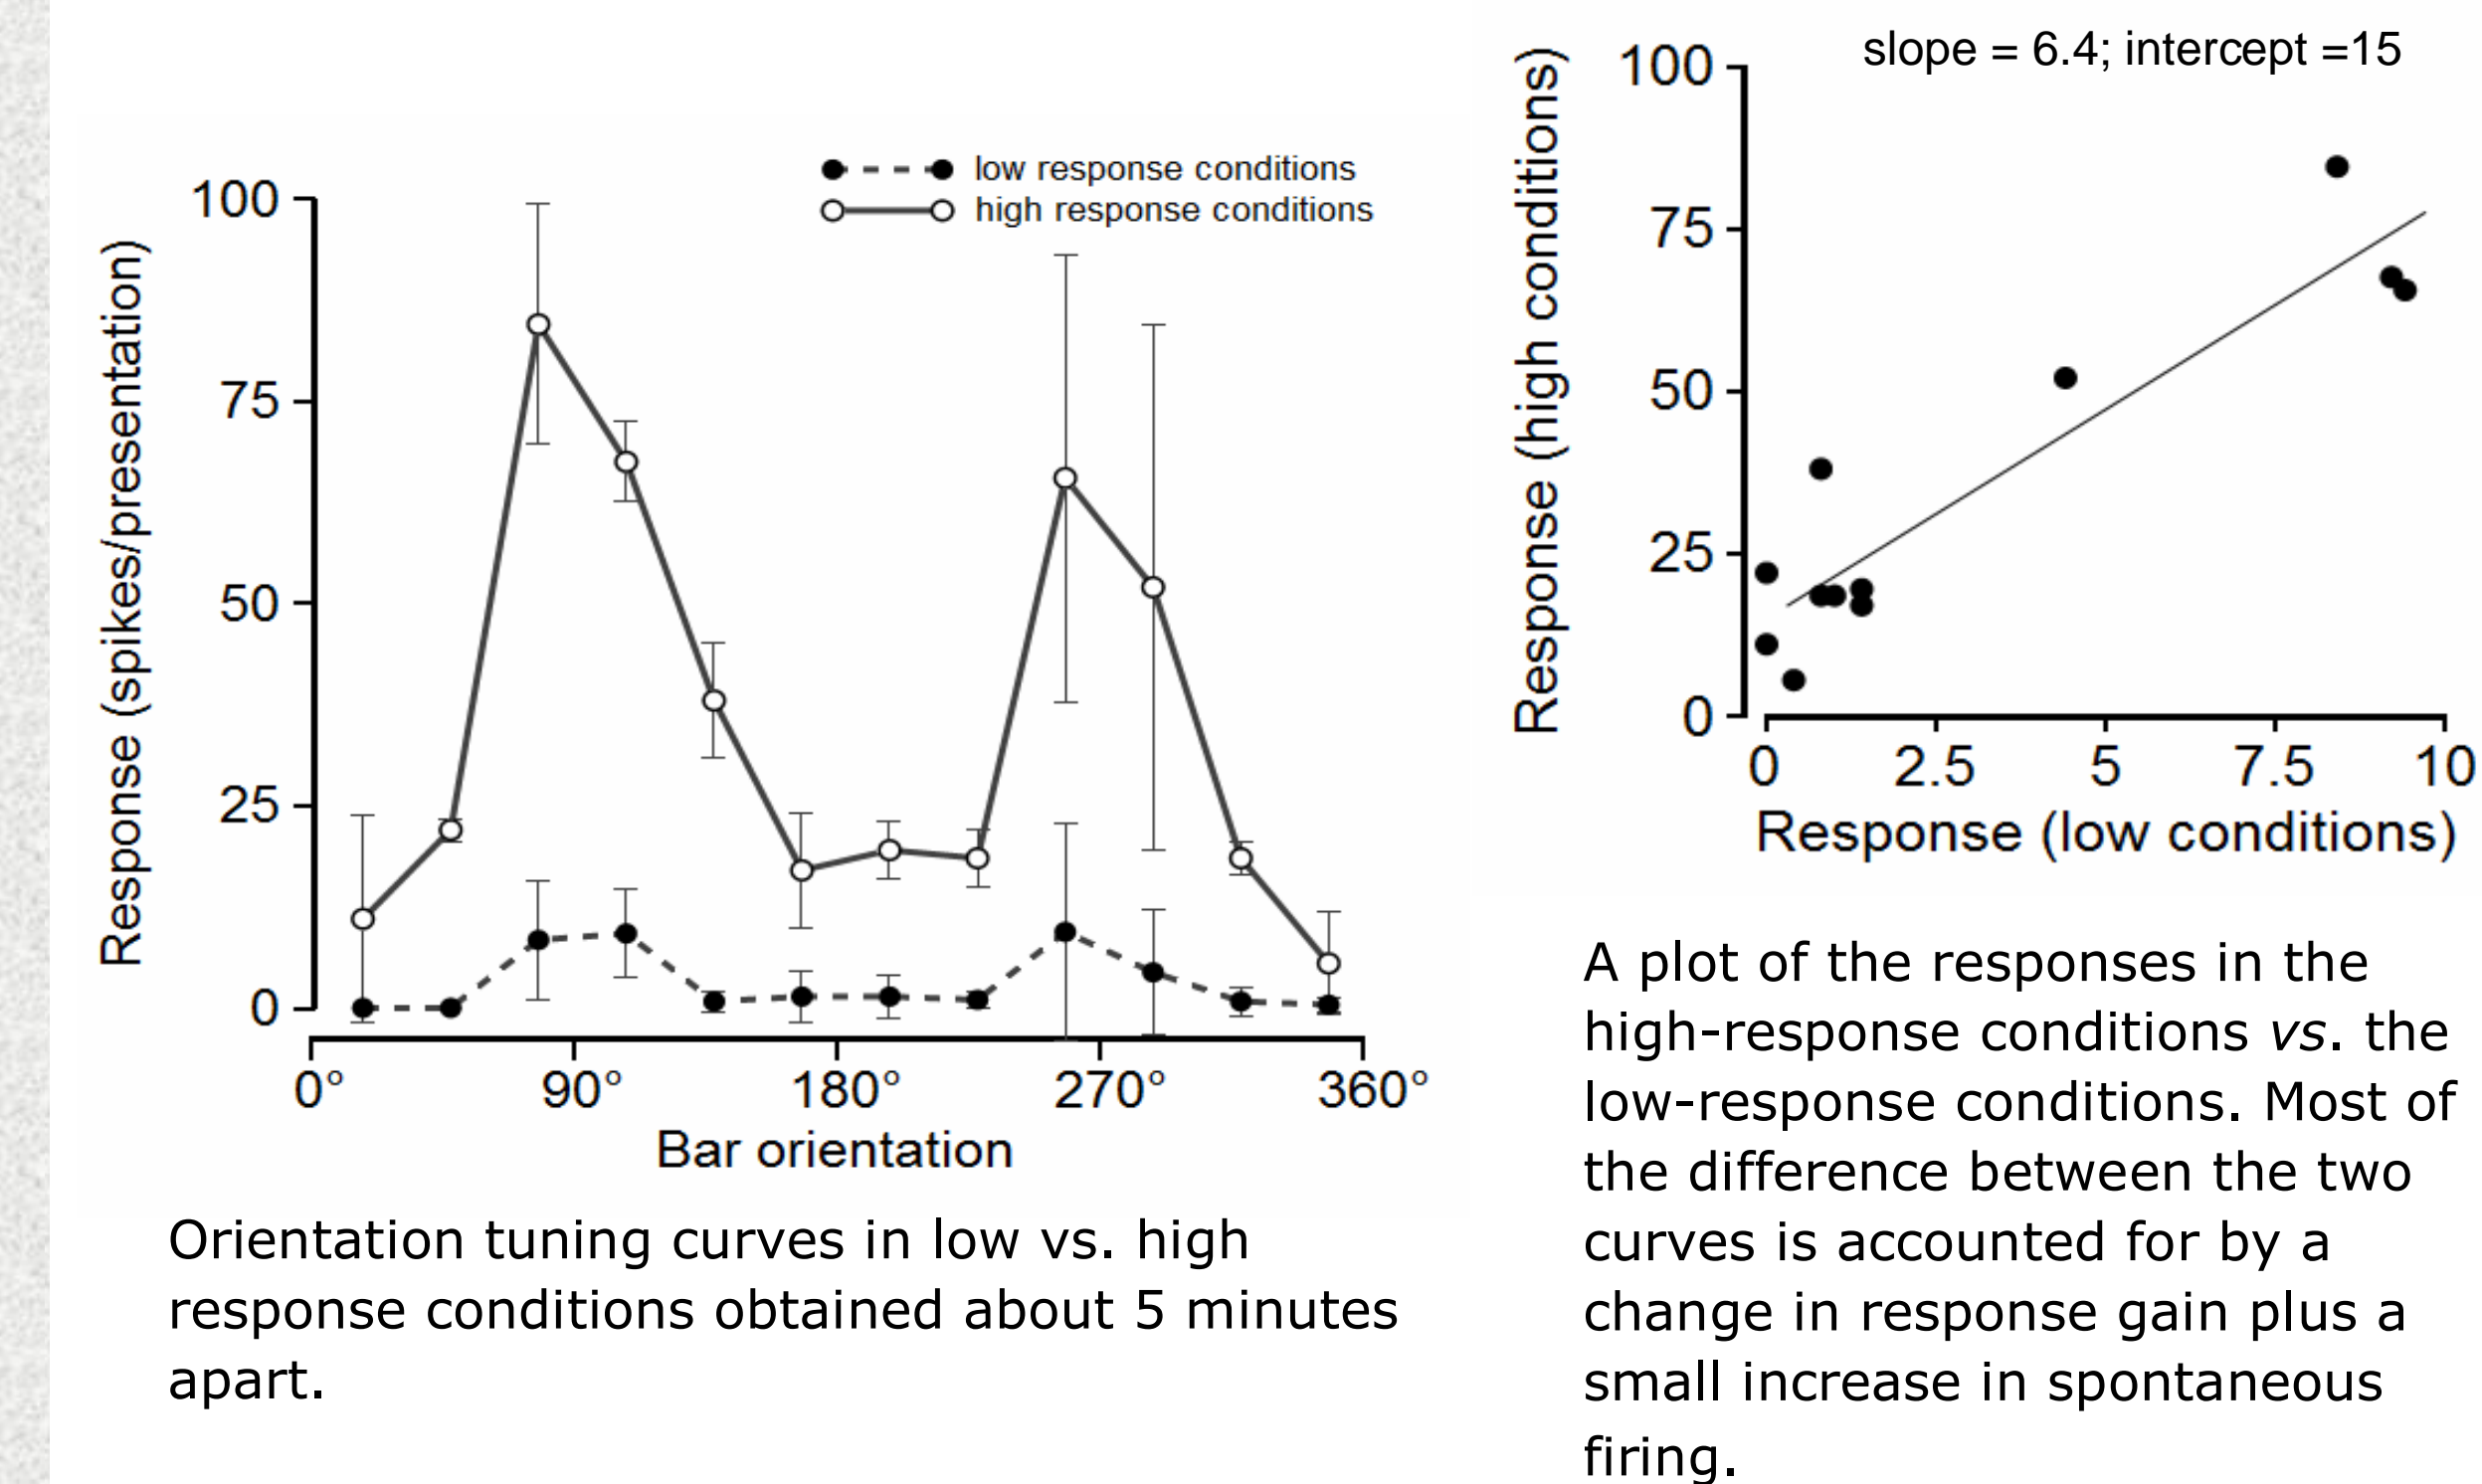 low response conditions
high response conditions
100
75
50
25
0
Response (spikes/presentation)
0° 90° 180° 270° 360°
Bar orientation
Orientation tuning curves in low vs. high
response conditions obtained about 5 minutes
apart.
slope = 6.4; intercept =15
100
75
50
25
0
Response (high conditions)
0 2.5 5 7.5 10
Response (low conditions)
A plot of the responses in the
high-response conditions vs. the
low-response conditions. Most of
the difference between the two
curves is accounted for by a
change in response gain plus a
small increase in spontaneous
firing.